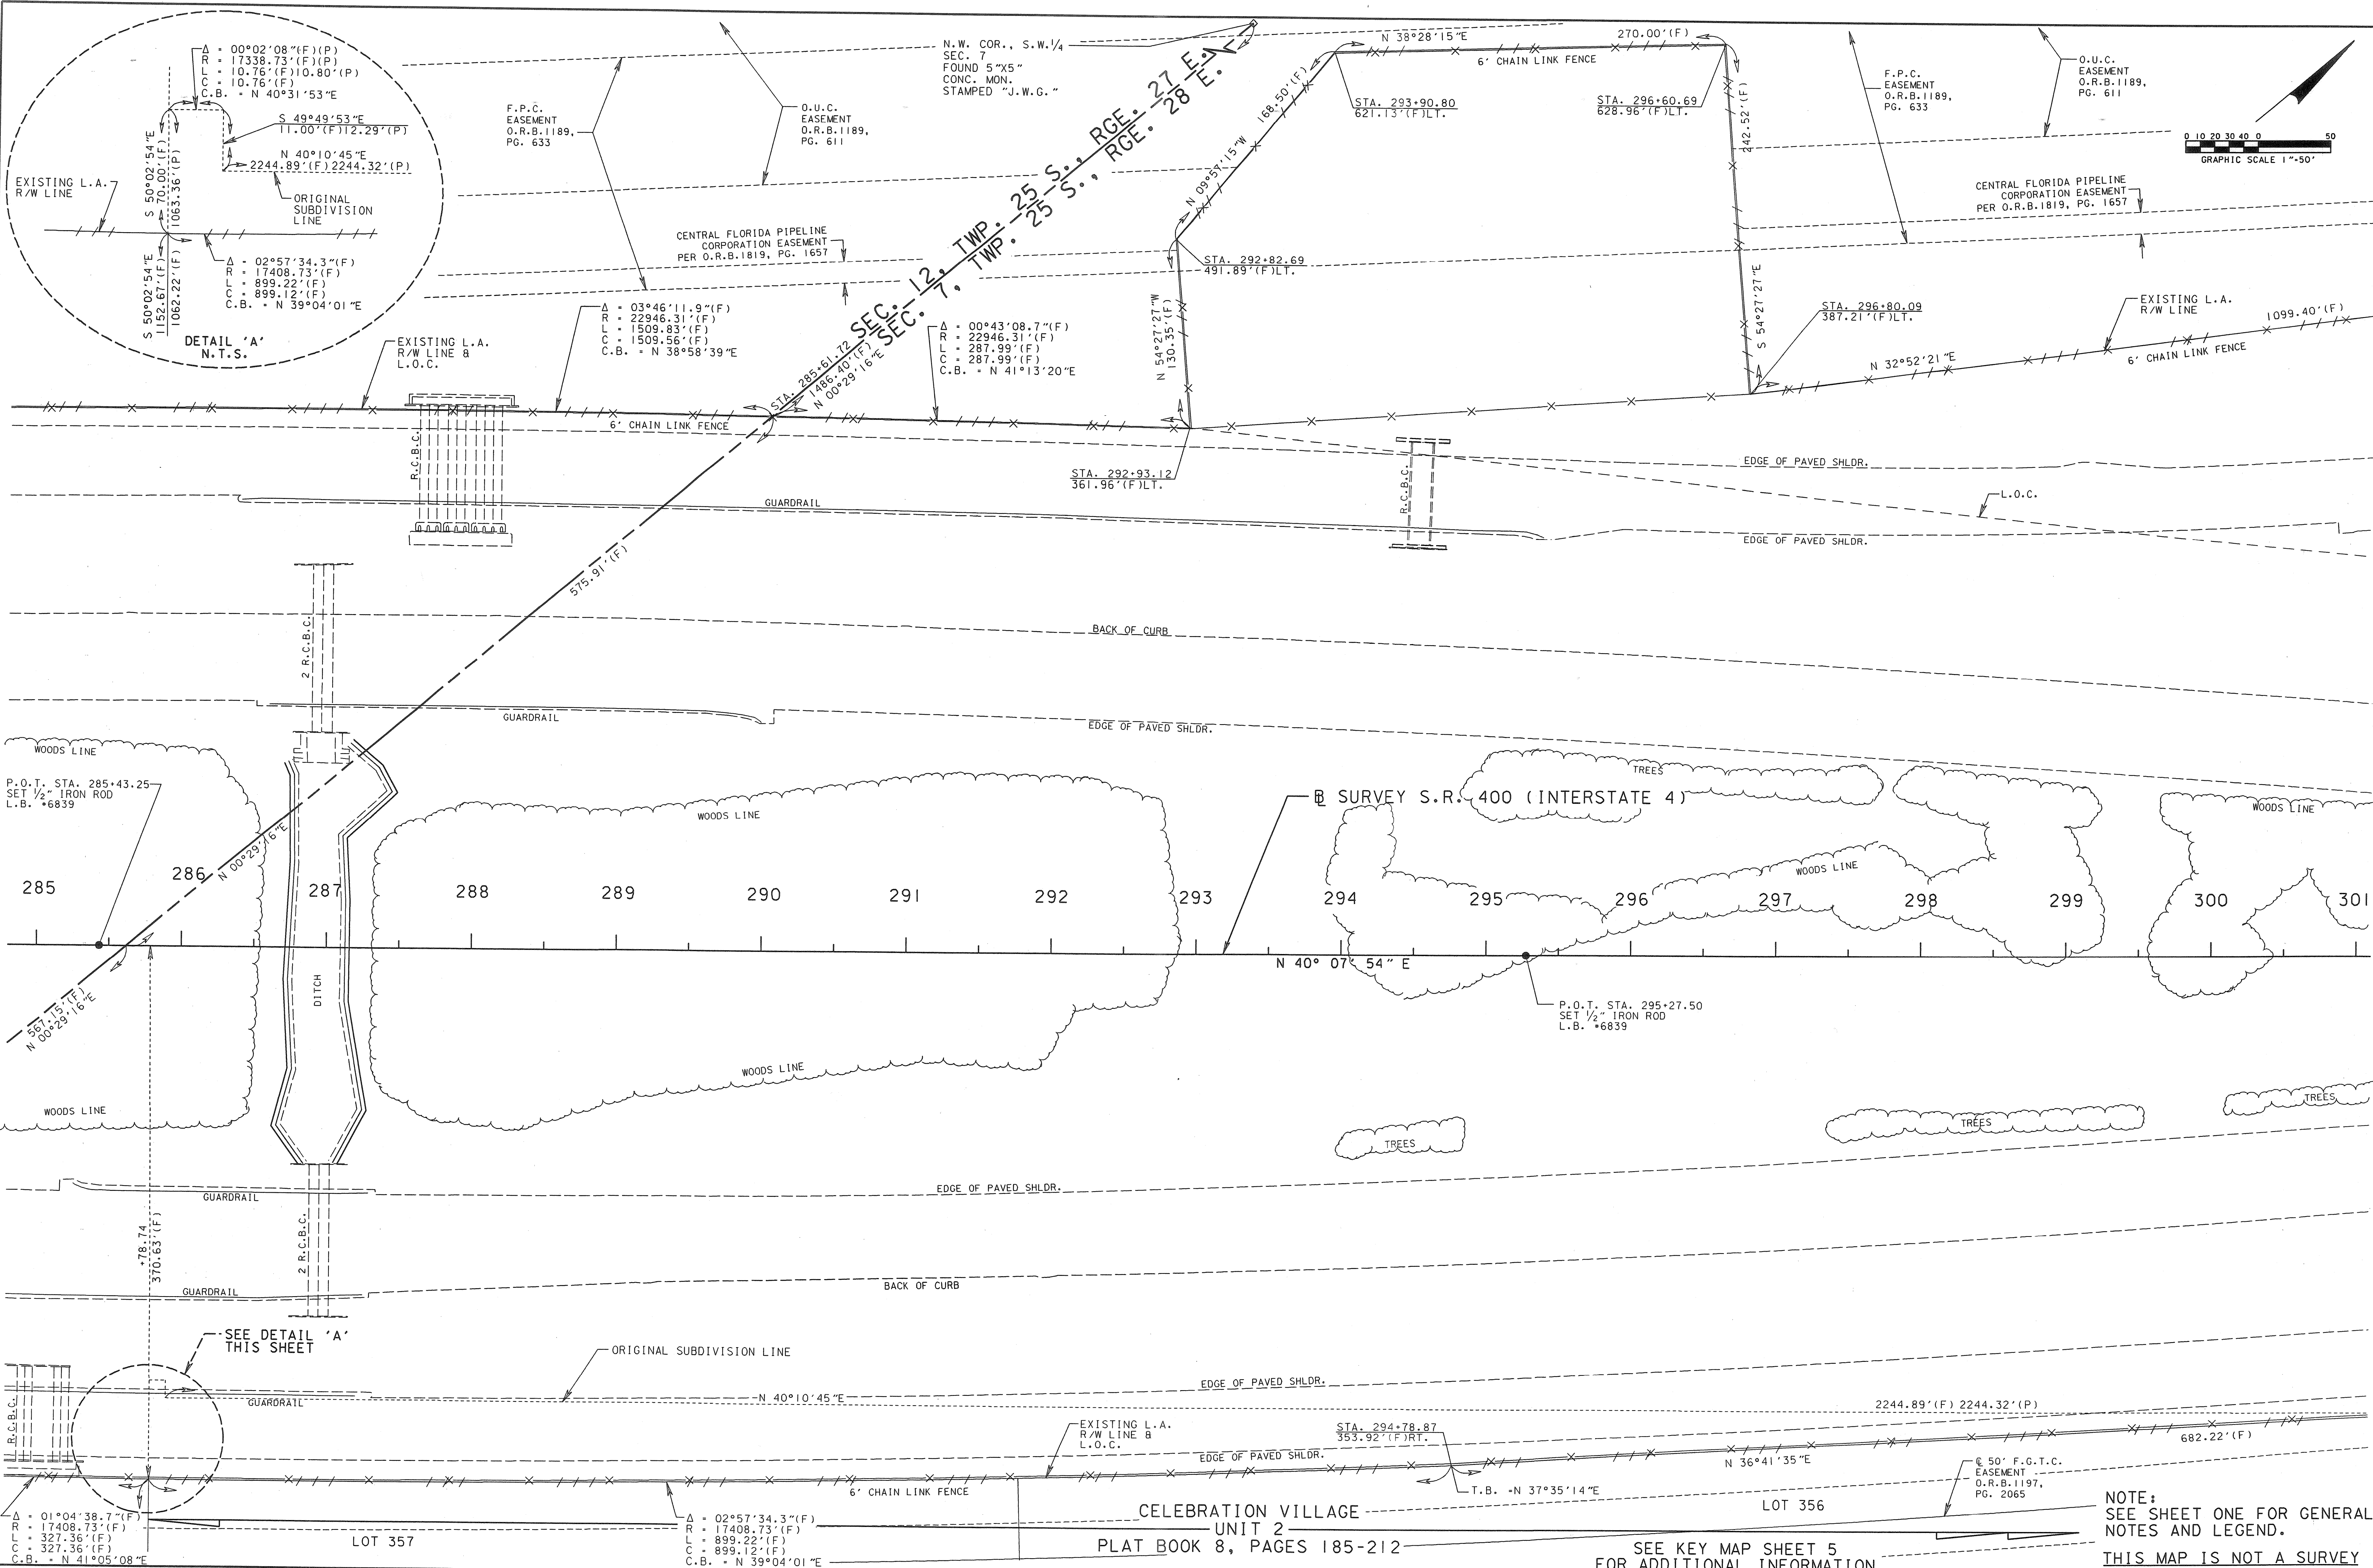 Δ = 00°02'08"(F)(P)
R = 17338.73'(F)(P)
L = 10.76'(F)10.80'(P)
C = 10.76'(F)
C.B. = N 40°31'53"E
S 49°49'53"E
11.00'(F)12.29'(P)
N 40°10'45"E
2244.89'(F)2244.32'(P)
EXISTING L.A.
R/W LINE
S 50°02'54"E
70.00'(F)
1063.36'(P)
ORIGINAL
SUBDIVISION
LINE
S 50°02'54"E
1152.67'(F)
1062.22'(F)
Δ = 02°57'34.3"(F)
R = 17408.73'(F)
L = 899.22'(F)
C = 899.12'(F)
C.B. = N 39°04'01"E
DETAIL 'A'
N.T.S.
F.P.C.
EASEMENT
O.R.B.1189,
PG. 633
O.U.C.
EASEMENT
O.R.B.1189,
PG. 611
N.W. COR., S.W.1/4
SEC. 7
FOUND 5"X5"
CONC. MON.
STAMPED "J.W.G."
N 38°28'15"E
270.00'(F)
6' CHAIN LINK FENCE
STA. 293+90.80
621.13'(F)LT.
STA. 296+60.69
628.96'(F)LT.
F.P.C.
EASEMENT
O.R.B.1189,
PG. 633
O.U.C.
EASEMENT
O.R.B.1189,
PG. 611
0 10 20 30 40 0 50
GRAPHIC SCALE 1"=50'
168.50'(F)
N 09°57'15"W
242.52'(F)
S 54°27'27"E
CENTRAL FLORIDA PIPELINE
CORPORATION EASEMENT
PER O.R.B.1819, PG. 1657
CENTRAL FLORIDA PIPELINE
CORPORATION EASEMENT
PER O.R.B.1819, PG. 1657
SEC. 12, TWP. 25 S., RGE. 27 E.
SEC. 7, TWP. 25 S., RGE. 28 E.
STA. 292+82.69
491.89'(F)LT.
N 54°27'27"W
130.35'(F)
STA. 296+80.09
387.21'(F)LT.
EXISTING L.A.
R/W LINE
1099.40'(F)
N 32°52'21"E
6' CHAIN LINK FENCE
EXISTING L.A.
R/W LINE &
L.O.C.
Δ = 03°46'11.9"(F)
R = 22946.31'(F)
L = 1509.83'(F)
C = 1509.56'(F)
C.B. = N 38°58'39"E
STA. 285+61.72
1486.40'(F)
N 00°29'16"E
Δ = 00°43'08.7"(F)
R = 22946.31'(F)
L = 287.99'(F)
C = 287.99'(F)
C.B. = N 41°13'20"E
6' CHAIN LINK FENCE
R.C.B.C.
STA. 292+93.12
361.96'(F)LT.
R.C.B.C.
EDGE OF PAVED SHLDR.
L.O.C.
GUARDRAIL
EDGE OF PAVED SHLDR.
575.91'(F)
2 R.C.B.C.
BACK OF CURB
GUARDRAIL
EDGE OF PAVED SHLDR.
WOODS LINE
P.O.T. STA. 285+43.25
SET 1/2" IRON ROD
L.B. *6839
N 00°29'16"E
WOODS LINE
TREES
B̲L̲ SURVEY S.R. 400 (INTERSTATE 4)
WOODS LINE
WOODS LINE
285 286 287 288 289 290 291 292 293 294 295 296 297 298 299 300 301
N 40° 07' 54" E
567.15'(F)
N 00°29'16"E
DITCH
P.O.T. STA. 295+27.50
SET 1/2" IRON ROD
L.B. *6839
WOODS LINE
WOODS LINE
TREES
TREES
TREES
GUARDRAIL
EDGE OF PAVED SHLDR.
+78.74
370.63'(F)
2 R.C.B.C.
GUARDRAIL
BACK OF CURB
SEE DETAIL 'A'
THIS SHEET
ORIGINAL SUBDIVISION LINE
R.C.B.C.
GUARDRAIL
N 40°10'45"E
EDGE OF PAVED SHLDR.
2244.89'(F) 2244.32'(P)
EXISTING L.A.
R/W LINE &
L.O.C.
STA. 294+78.87
353.92'(F)RT.
EDGE OF PAVED SHLDR.
682.22'(F)
N 36°41'35"E
6' CHAIN LINK FENCE
T.B. =N 37°35'14"E
℄ 50' F.G.T.C.
EASEMENT
O.R.B.1197,
PG. 2065
Δ = 01°04'38.7"(F)
R = 17408.73'(F)
L = 327.36'(F)
C = 327.36'(F)
C.B. = N 41°05'08"E
LOT 357
Δ = 02°57'34.3"(F)
R = 17408.73'(F)
L = 899.22'(F)
C = 899.12'(F)
C.B. = N 39°04'01"E
CELEBRATION VILLAGE
UNIT 2
PLAT BOOK 8, PAGES 185-212
LOT 356
SEE KEY MAP SHEET 5
FOR ADDITIONAL INFORMATION
NOTE:
SEE SHEET ONE FOR GENERAL
NOTES AND LEGEND.
THIS MAP IS NOT A SURVEY